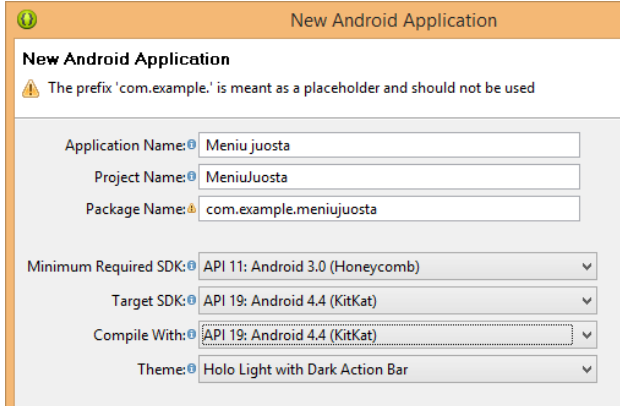 New Android Application
New Android Application
The prefix 'com.example.' is meant as a placeholder and should not be used
Application Name: Meniu juosta
Project Name: MeniuJuosta
Package Name: com.example.meniujuosta
Minimum Required SDK: API 11: Android 3.0 (Honeycomb)
Target SDK: API 19: Android 4.4 (KitKat)
Compile With: API 19: Android 4.4 (KitKat)
Theme: Holo Light with Dark Action Bar